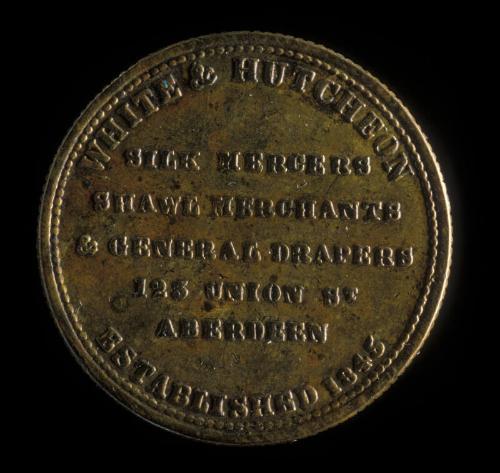 WHITE & HUTCHEON
SILK MERCERS
SHAWL MERCHANTS
& GENERAL DRAPERS
123 UNION ST
ABERDEEN
ESTABLISHED 1845